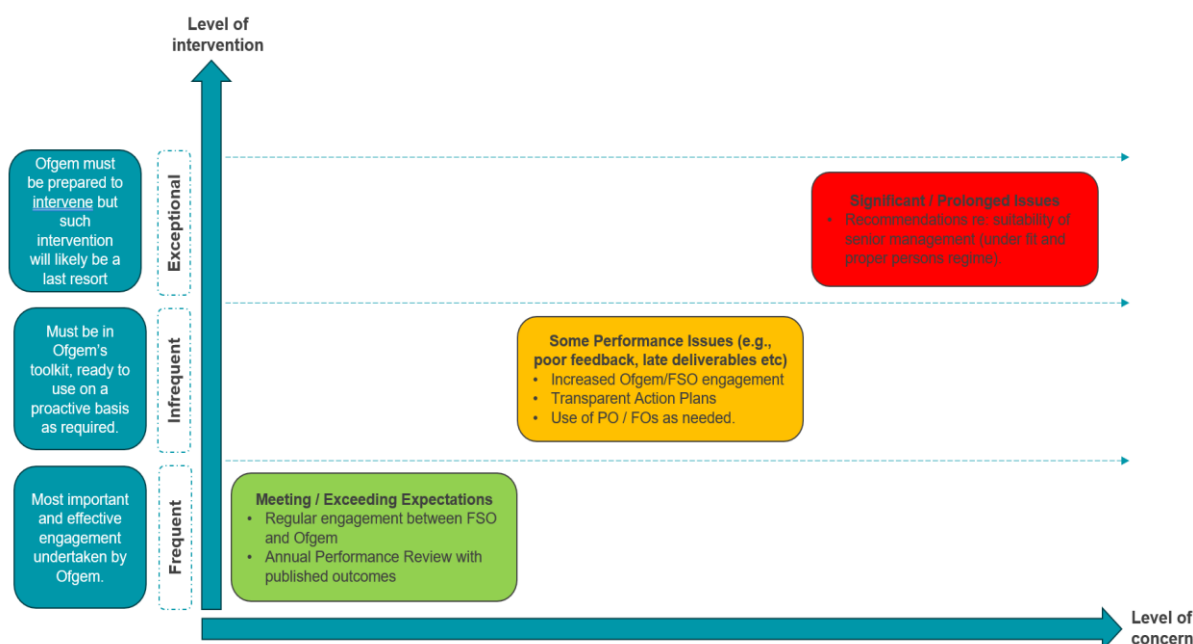 Level of
intervention
Ofgem must
be prepared to
intervene but
such
intervention
will likely be a
last resort
Exceptional
Significant / Prolonged Issues
• Recommendations re: suitability of
senior management (under fit and
proper persons regime).
Must be in
Ofgem's
toolkit, ready to
use on a
proactive basis
as required.
Infrequent
Some Performance Issues (e.g.,
poor feedback, late deliverables etc)
• Increased Ofgem/FSO engagement
• Transparent Action Plans
• Use of PO / FOs as needed.
Most important
and effective
engagement
undertaken by
Ofgem.
Frequent
Meeting / Exceeding Expectations
• Regular engagement between FSO
and Ofgem
• Annual Performance Review with
published outcomes
Level of
concern